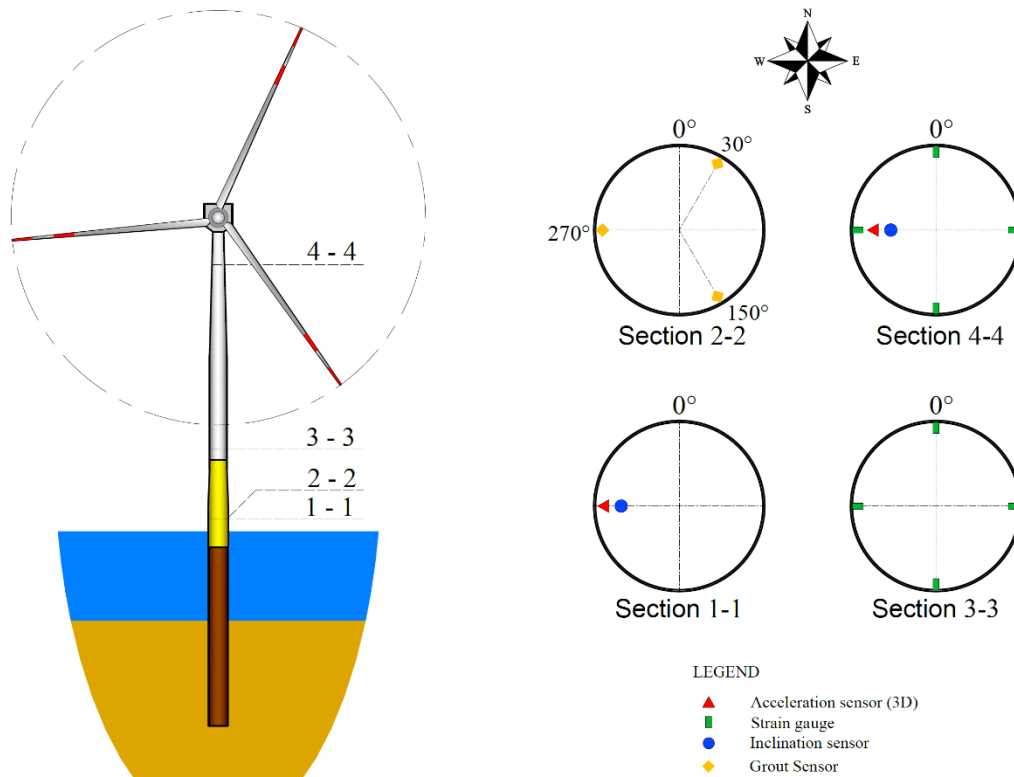 4 - 4
3 - 3
2 - 2
1 - 1
N
W E
S
0°
30°
270°
150°
Section 2-2
0°
Section 4-4
0°
Section 1-1
0°
Section 3-3
LEGEND
Acceleration sensor (3D)
Strain gauge
Inclination sensor
Grout Sensor